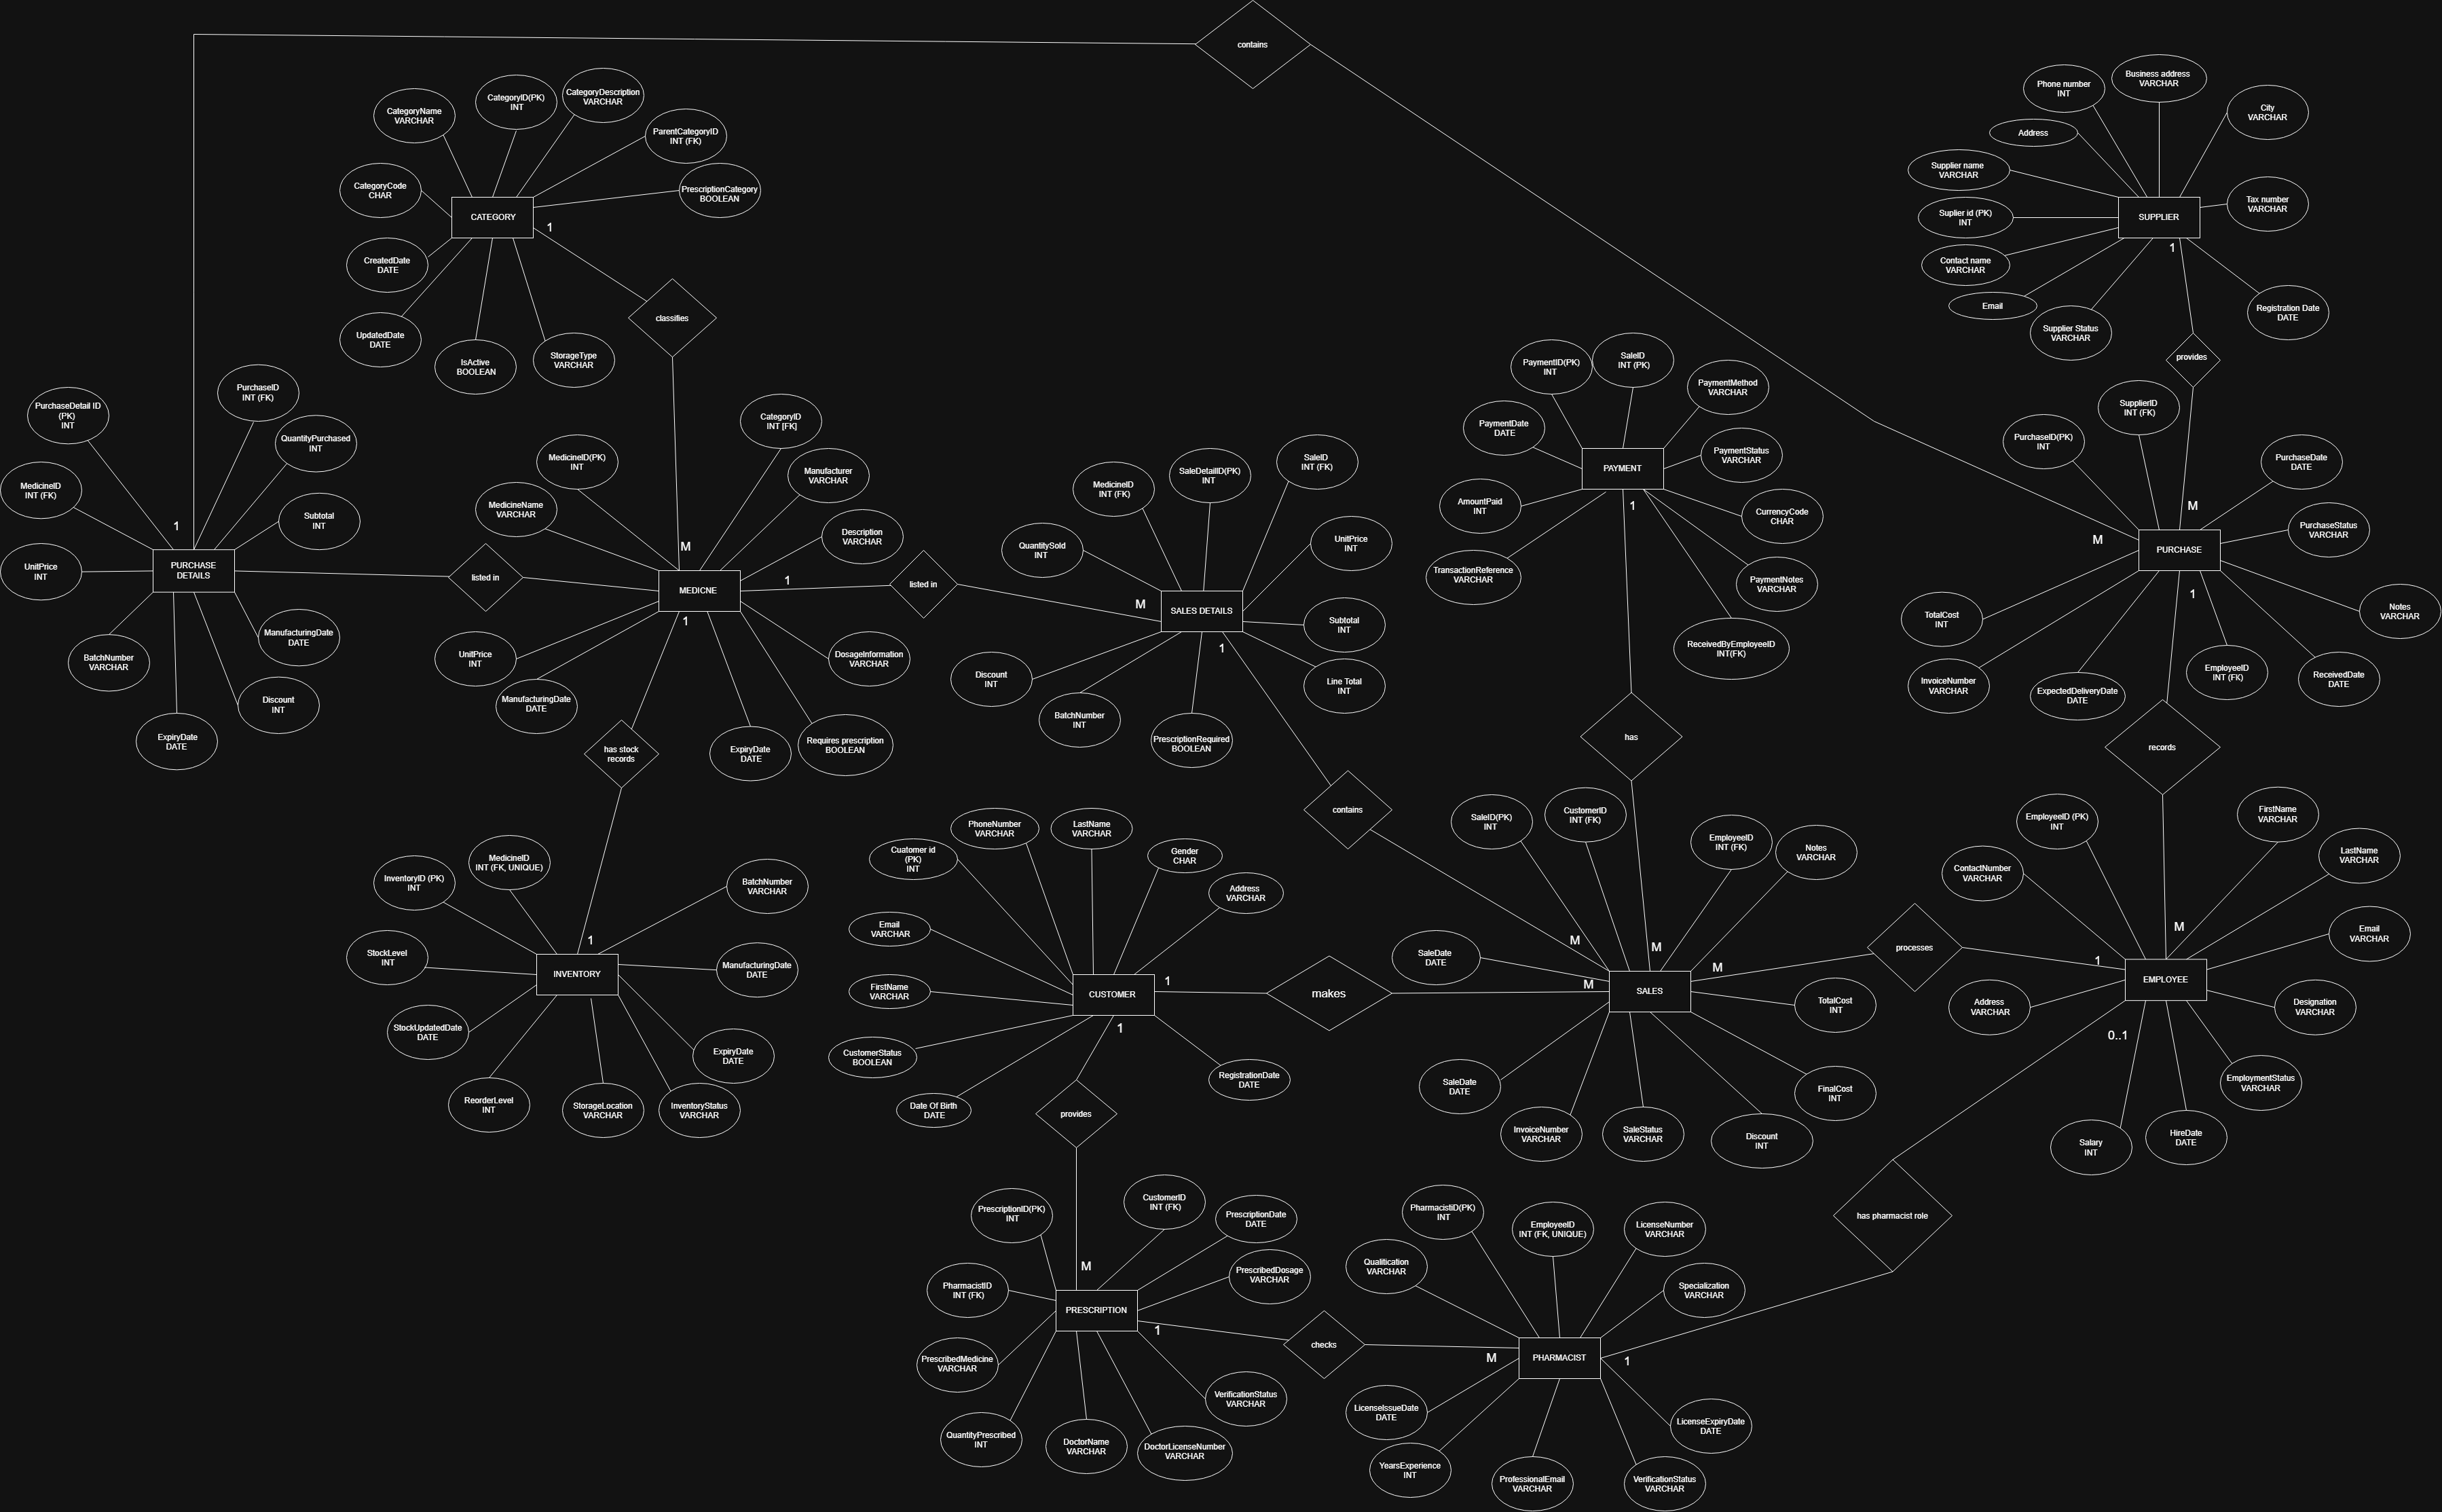 contains
CategoryName
VARCHAR
CategoryID(PK)
INT
CategoryDescription
VARCHAR
ParentCategoryID
INT (FK)
PrescriptionCategory
BOOLEAN
CategoryCode
CHAR
CATEGORY
1
CreatedDate
DATE
UpdatedDate
DATE
IsActive
BOOLEAN
StorageType
VARCHAR
classifies
M
Phone number
INT
Business address
VARCHAR
City
VARCHAR
Address
Supplier name
VARCHAR
Suplier id (PK)
INT
SUPPLIER
Tax number
VARCHAR
Contact name
VARCHAR
1
Email
Supplier Status
VARCHAR
Registration Date
DATE
provides
PurchaseDetail ID
(PK)
INT
PurchaseID
INT (FK)
QuantityPurchased
INT
MedicineID
INT (FK)
Subtotal
INT
1
UnitPrice
INT
PURCHASE
DETAILS
BatchNumber
VARCHAR
ManufacturingDate
DATE
Discount
INT
ExpiryDate
DATE
listed in
CategoryID
INT [FK]
MedicineID(PK)
INT
Manufacturer
VARCHAR
MedicineName
VARCHAR
Description
VARCHAR
MEDICNE
1
1
UnitPrice
INT
DosageInformation
VARCHAR
ManufacturingDate
DATE
ExpiryDate
DATE
Requires prescription
BOOLEAN
listed in
M
MedicineID
INT (FK)
SaleDetailID(PK)
INT
SaleID
INT (FK)
QuantitySold
INT
UnitPrice
INT
SALES DETAILS
Subtotal
INT
1
Discount
INT
Line Total
INT
BatchNumber
INT
PrescriptionRequired
BOOLEAN
contains
M
PaymentID(PK)
INT
SaleID
INT (PK)
PaymentMethod
VARCHAR
PaymentDate
DATE
PaymentStatus
VARCHAR
PAYMENT
AmountPaid
INT
1
CurrencyCode
CHAR
TransactionReference
VARCHAR
PaymentNotes
VARCHAR
ReceivedByEmployeeID
INT(FK)
has
M
PurchaseID(PK)
INT
SupplierID
INT (FK)
PurchaseDate
DATE
M
PurchaseStatus
VARCHAR
M
PURCHASE
1
TotalCost
INT
Notes
VARCHAR
InvoiceNumber
VARCHAR
ExpectedDeliveryDate
DATE
EmployeeID
INT (FK)
ReceivedDate
DATE
records
M
has stock
records
1
InventoryID (PK)
INT
MedicineID
INT (FK, UNIQUE)
BatchNumber
VARCHAR
StockLevel
INT
INVENTORY
ManufacturingDate
DATE
StockUpdatedDate
DATE
ExpiryDate
DATE
ReorderLevel
INT
StorageLocation
VARCHAR
InventoryStatus
VARCHAR
Cuatomer id
(PK)
INT
PhoneNumber
VARCHAR
LastName
VARCHAR
Gender
CHAR
Address
VARCHAR
Email
VARCHAR
FirstName
VARCHAR
CUSTOMER
1
1
CustomerStatus
BOOLEAN
Date Of Birth
DATE
RegistrationDate
DATE
makes
M
provides
M
SaleID(PK)
INT
CustomerID
INT (FK)
EmployeeID
INT (FK)
Notes
VARCHAR
SaleDate
DATE
SALES
M
TotalCost
INT
SaleDate
DATE
InvoiceNumber
VARCHAR
SaleStatus
VARCHAR
Discount
INT
FinalCost
INT
processes
1
EmployeeID (PK)
INT
FirstName
VARCHAR
ContactNumber
VARCHAR
LastName
VARCHAR
Email
VARCHAR
EMPLOYEE
Address
VARCHAR
Designation
VARCHAR
0..1
EmploymentStatus
VARCHAR
Salary
INT
HireDate
DATE
has pharmacist role
1
PrescriptionID(PK)
INT
CustomerID
INT (FK)
PrescriptionDate
DATE
PharmacistID
INT (FK)
PrescribedDosage
VARCHAR
PRESCRIPTION
1
PrescribedMedicine
VARCHAR
VerificationStatus
VARCHAR
QuantityPrescribed
INT
DoctorName
VARCHAR
DoctorLicenseNumber
VARCHAR
checks
M
PharmacistID(PK)
INT
EmployeeID
INT (FK, UNIQUE)
LicenseNumber
VARCHAR
Qualification
VARCHAR
Specialization
VARCHAR
PHARMACIST
LicenseIssueDate
DATE
LicenseExpiryDate
DATE
YearsExperience
INT
ProfessionalEmail
VARCHAR
VerificationStatus
VARCHAR